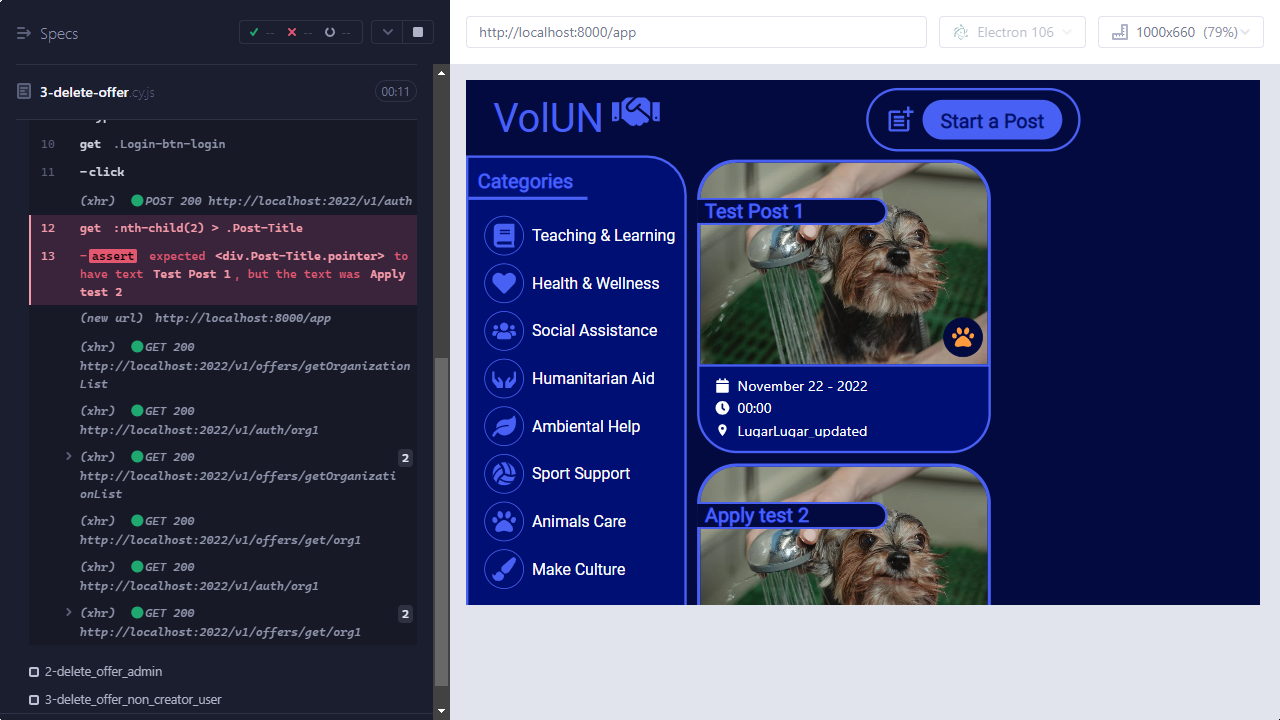 Specs
-- -- --
3-delete-offer.cy.js
00:11
10 get .Login-btn-login
11 -click
(xhr) POST 200 http://localhost:2022/v1/auth
12 get :nth-child(2) > .Post-Title
13 -assert expected <div.Post-Title.pointer> to
have text Test Post 1, but the text was Apply
test 2
(new url) http://localhost:8000/app
(xhr) GET 200
http://localhost:2022/v1/offers/getOrganization
List
(xhr) GET 200
http://localhost:2022/v1/auth/org1
(xhr) GET 200 2
http://localhost:2022/v1/offers/getOrganizati
onList
(xhr) GET 200
http://localhost:2022/v1/offers/get/org1
(xhr) GET 200
http://localhost:2022/v1/auth/org1
(xhr) GET 200 2
http://localhost:2022/v1/offers/get/org1
2-delete_offer_admin
3-delete_offer_non_creator_user
http://localhost:8000/app
Electron 106
1000x660 (79%)
VolUN
Start a Post
Categories
Teaching & Learning
Health & Wellness
Social Assistance
Humanitarian Aid
Ambiental Help
Sport Support
Animals Care
Make Culture
Test Post 1
November 22 - 2022
00:00
LugarLugar_updated
Apply test 2